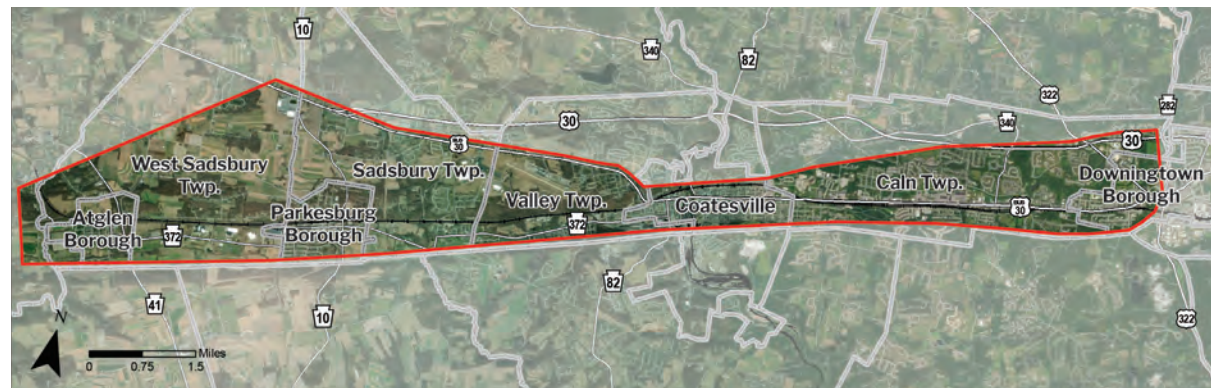 10
340
82
322
282
30
340
30
BUS
30
West Sadsbury
Twp.
Sadsbury Twp.
Valley Twp.
Coatesville
Caln Twp.
Downingtown
Borough
BUS
30
Atglen
Borough
372
Parkesburg
Borough
372
41
10
82
322
N
Miles
0 0.75 1.5